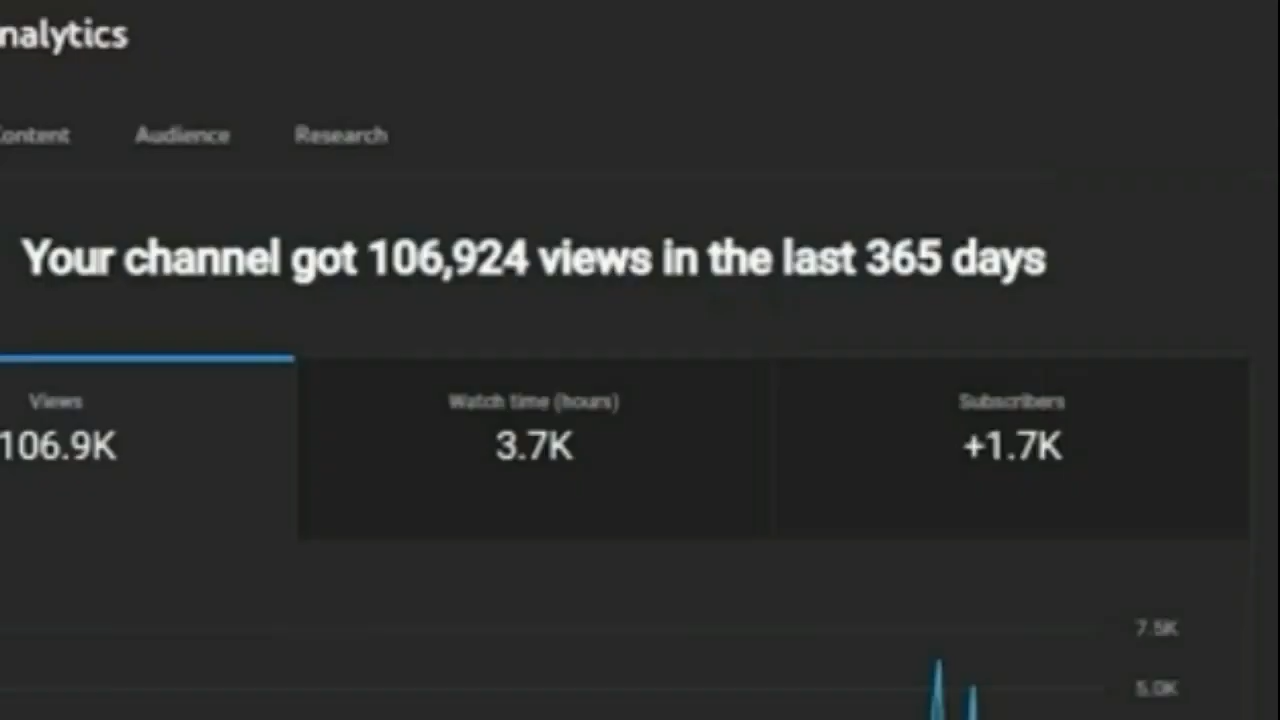 nalytics
Content Audience Research
Your channel got 106,924 views in the last 365 days
Views Watch time (hours) Subscribers
106.9K 3.7K +1.7K
7.5K
5.0K